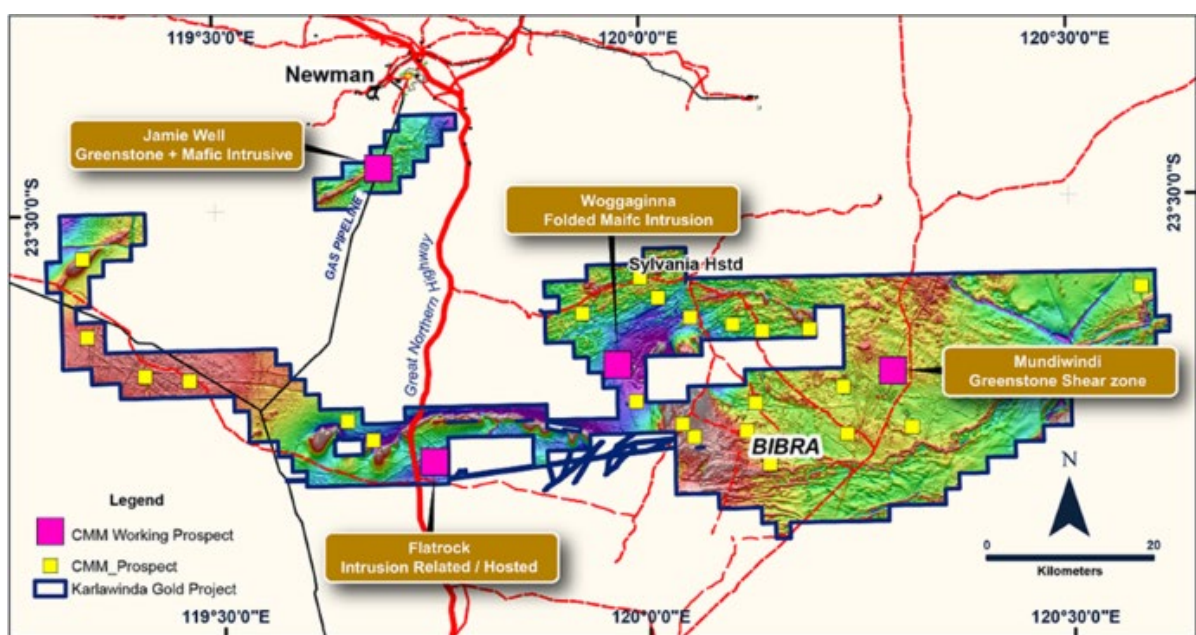 119°30'0"E
120°0'0"E
120°30'0"E
Newman
Jamie Well
Greenstone + Mafic Intrusive
23°30'0"S
23°30'0"S
Woggaginna
Folded Maifc Intrusion
GAS PIPELINE
Great Northern Highway
Sylvania Hstd
Mundiwindi
Greenstone Shear zone
BIBRA
N
Legend
CMM Working Prospect
CMM_Prospect
Karlawinda Gold Project
Flatrock
Intrusion Related / Hosted
0
20
Kilometers
119°30'0"E
120°0'0"E
120°30'0"E